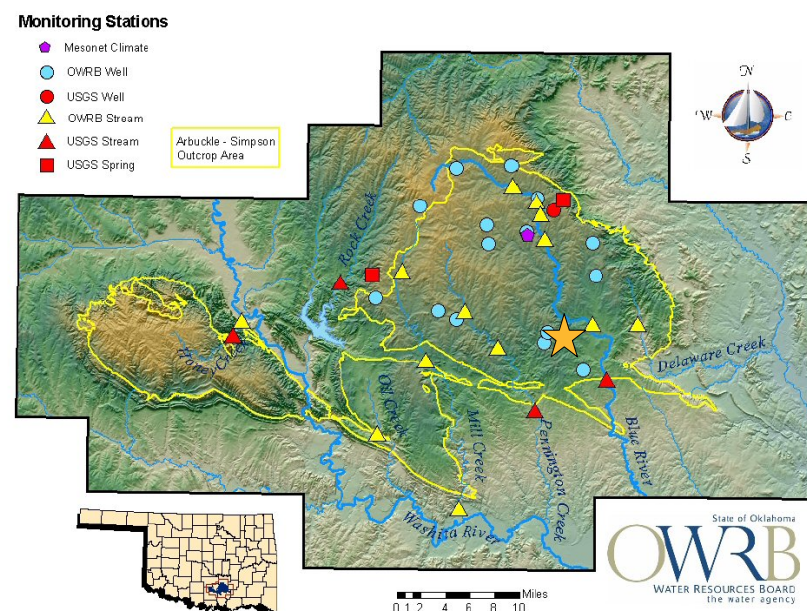 Monitoring Stations
Mesonet Climate
OWRB Well
USGS Well
OWRB Stream
USGS Stream
USGS Spring
Arbuckle - Simpson
Outcrop Area
N
W
S
Rock Creek
Honey Creek
Oil Creek
Mill Creek
Pennington Creek
Blue River
Delaware Creek
Washita River
0 1 2 4 6 8 10 Miles
State of Oklahoma
OWRB
WATER RESOURCES BOARD
the water agency